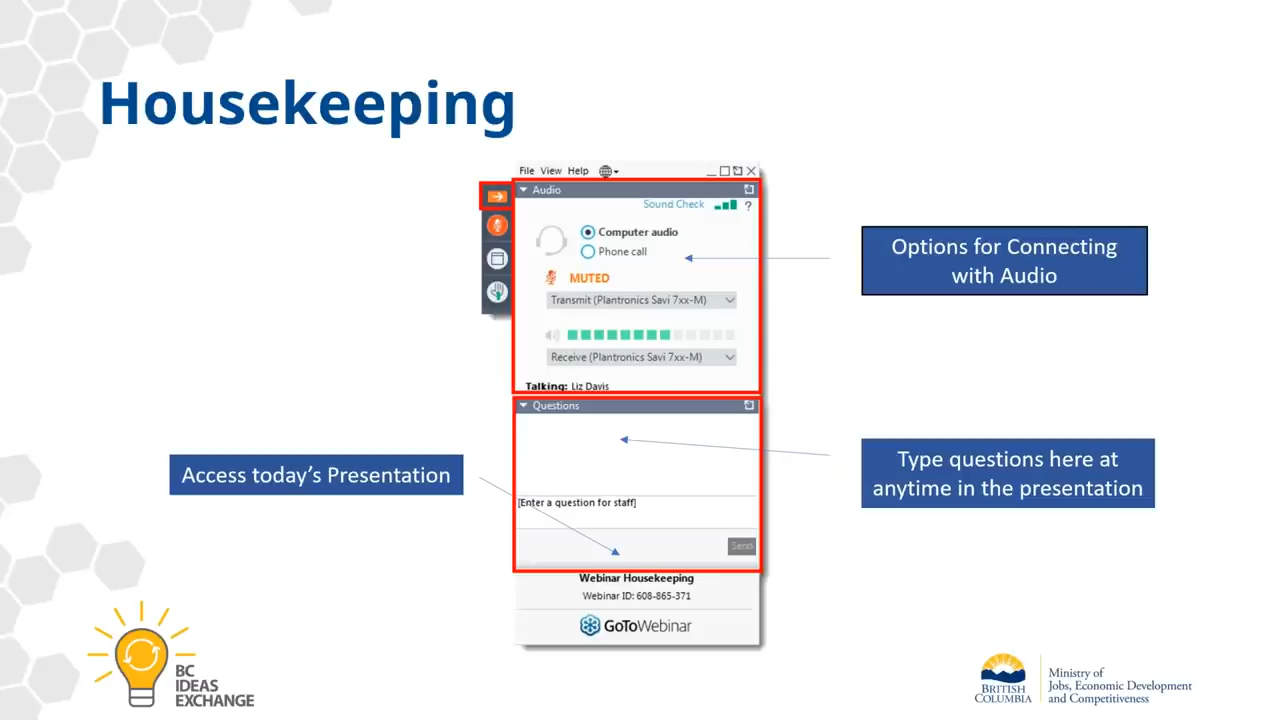 Housekeeping
File View Help
Audio
Sound Check
?
Computer audio
Phone call
MUTED
Transmit (Plantronics Savi 7xx-M)
Receive (Plantronics Savi 7xx-M)
Talking: Liz Davis
Options for Connecting
with Audio
Questions
Access today’s Presentation
Type questions here at
anytime in the presentation
[Enter a question for staff]
Send
Webinar Housekeeping
Webinar ID: 608-865-371
GoToWebinar
BC
IDEAS
EXCHANGE
BRITISH
COLUMBIA
Ministry of
Jobs, Economic Development
and Competitiveness